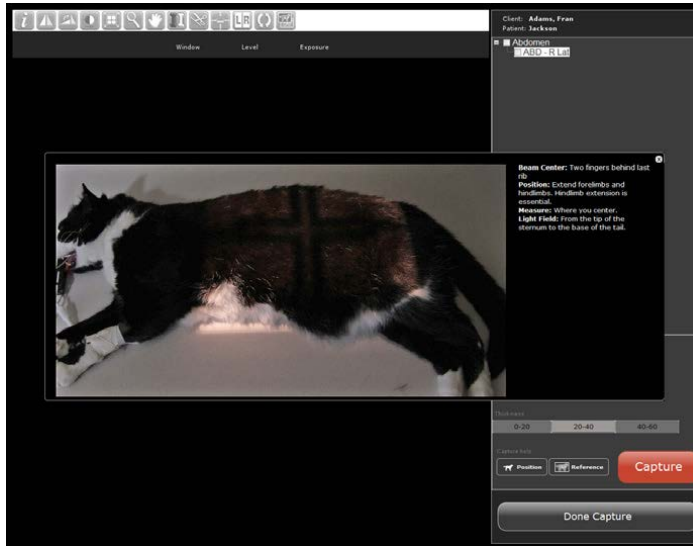 i
LR
Window Level Exposure
Client: Adams, Fran
Patient: Jackson
Abdomen
ABD - R Lat
Beam Center: Two fingers behind last
rib
Position: Extend forelimbs and
hindlimbs. Hindlimb extension is
essential.
Measure: Where you center.
Light Field: From the tip of the
sternum to the base of the tail.
Thickness
0-20 20-40 40-60
Capture help
Position Reference Capture
Done Capture